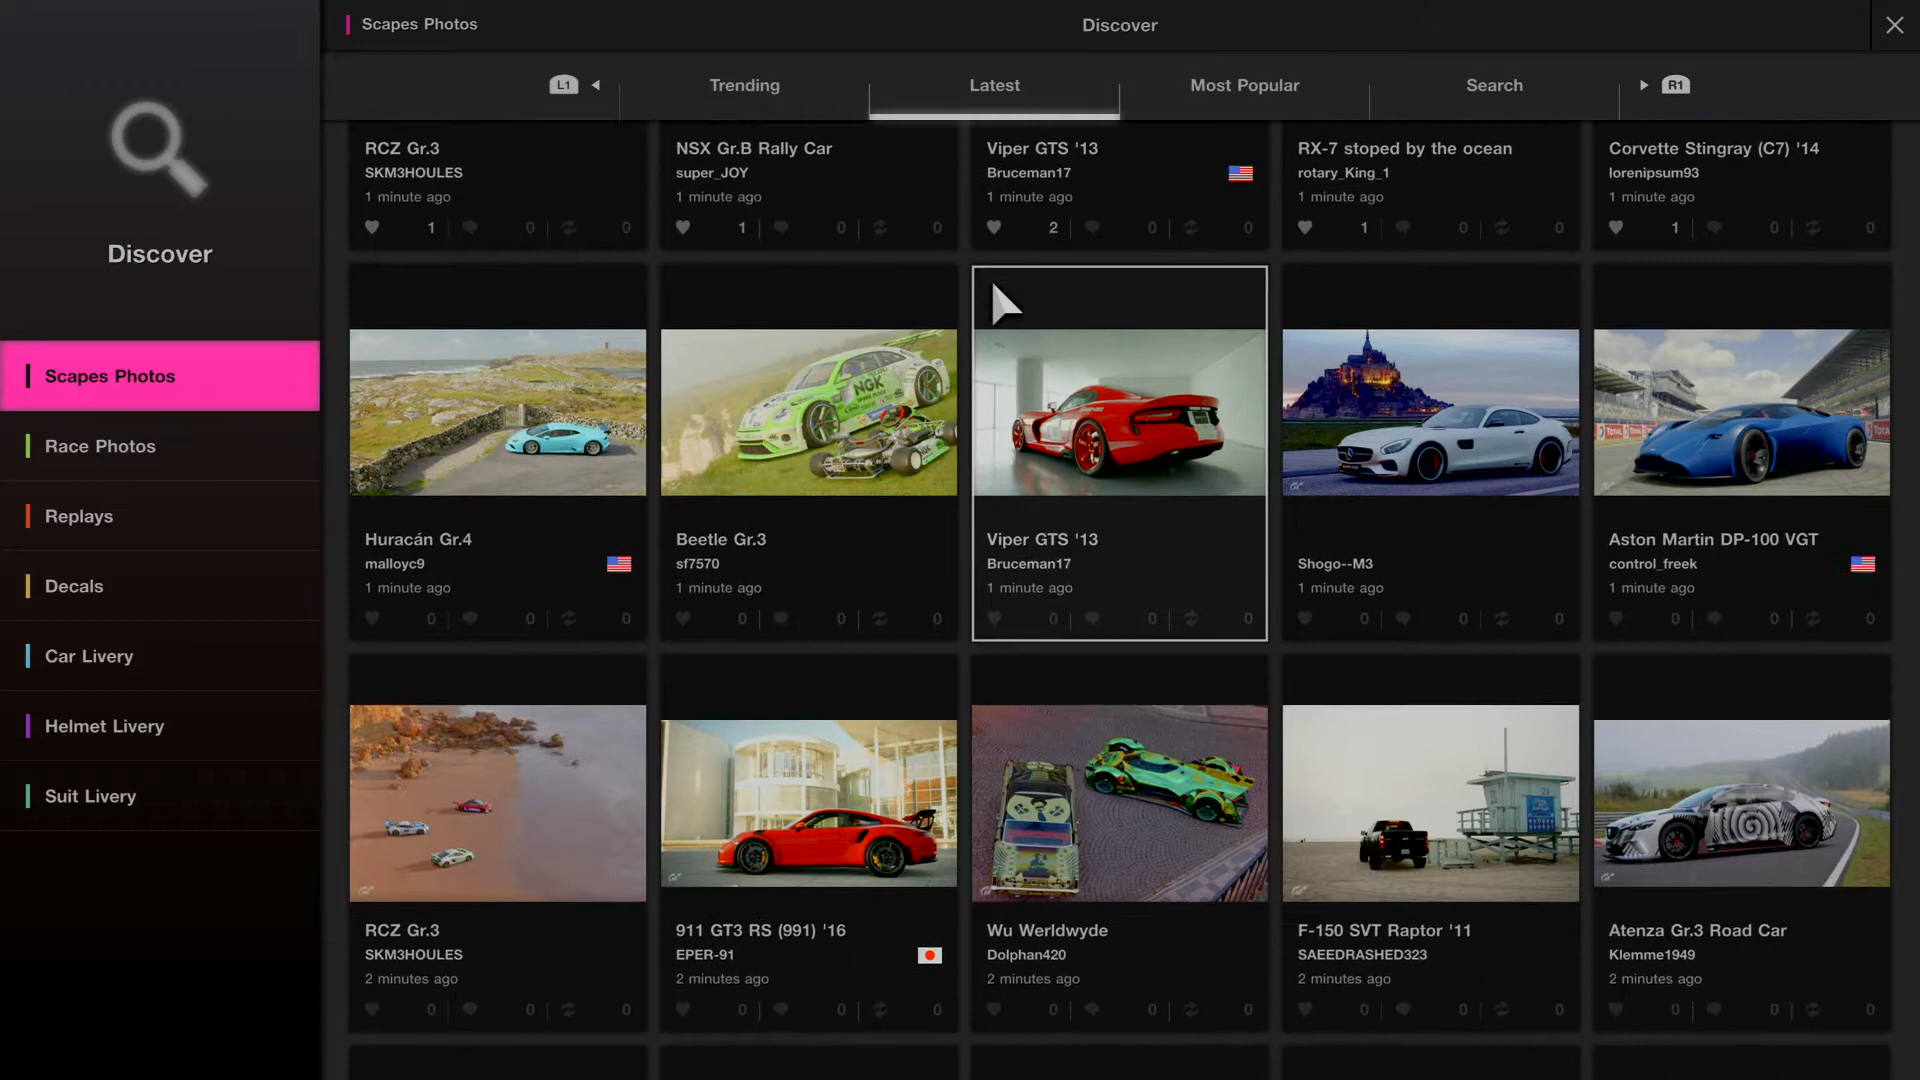 Scapes Photos
Discover
L1
Trending
Latest
Most Popular
Search
R1
Discover
Scapes Photos
Race Photos
Replays
Decals
Car Livery
Helmet Livery
Suit Livery
RCZ Gr.3
SKM3HOULES
1 minute ago
1 0 0
NSX Gr.B Rally Car
super_JOY
1 minute ago
1 0 0
Viper GTS '13
Bruceman17
1 minute ago
2 0 0
RX-7 stoped by the ocean
rotary_King_1
1 minute ago
1 0 0
Corvette Stingray (C7) '14
lorenipsum93
1 minute ago
1 0 0
Huracán Gr.4
malloyc9
1 minute ago
0 0 0
NGK
Beetle Gr.3
sf7570
1 minute ago
0 0 0
Viper GTS '13
Bruceman17
1 minute ago
0 0 0
Shogo--M3
1 minute ago
0 0 0
TOTAL
Aston Martin DP-100 VGT
control_freek
1 minute ago
0 0 0
RCZ Gr.3
SKM3HOULES
2 minutes ago
0 0 0
911 GT3 RS (991) '16
EPER-91
2 minutes ago
0 0 0
Wu Werldwyde
Dolphan420
2 minutes ago
0 0 0
23
F-150 SVT Raptor '11
SAEEDRASHED323
2 minutes ago
0 0 0
Atenza Gr.3 Road Car
Klemme1949
2 minutes ago
0 0 0